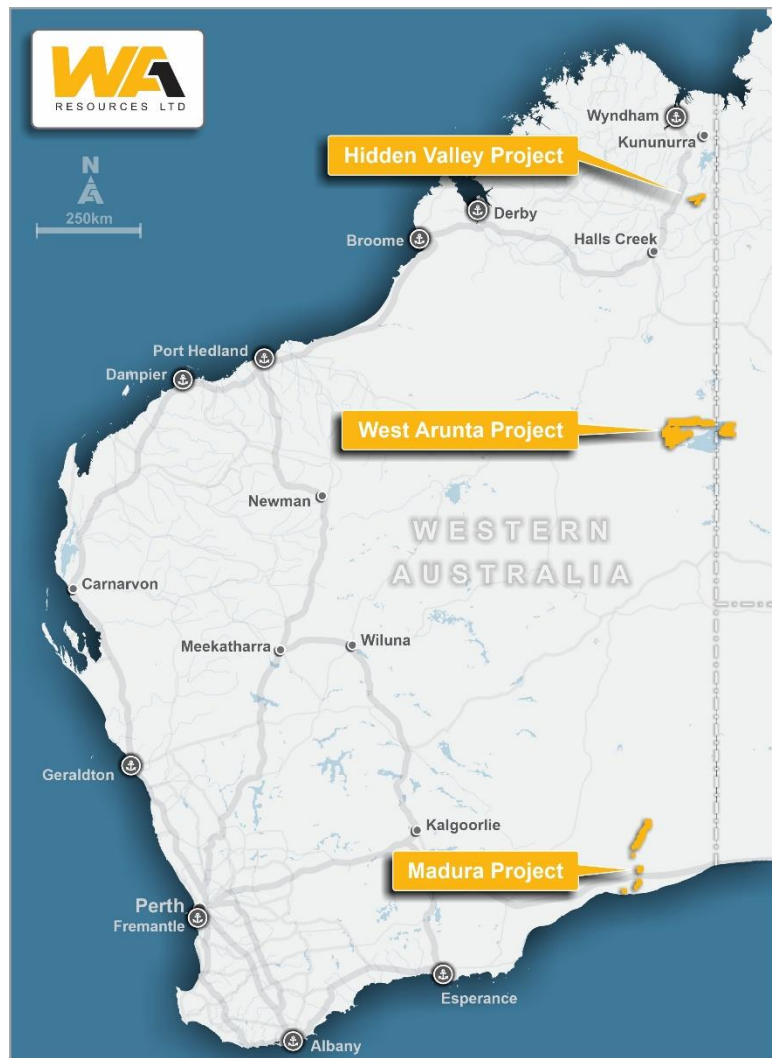 WA
RESOURCES LTD
N
250km
Wyndham
Kununurra
Hidden Valley Project
Derby
Broome
Halls Creek
Port Hedland
Dampier
West Arunta Project
Newman
WESTERN
AUSTRALIA
Carnarvon
Meekatharra
Wiluna
Geraldton
Kalgoorlie
Madura Project
Perth
Fremantle
Esperance
Albany